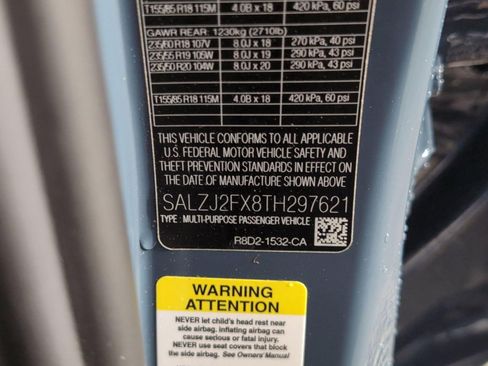 T155/85 R18 115M 4.0B x 18 420 kPa, 60 psi
GAWR REAR: 1230kg (2710lb)
235/60 R18 107V 8.0J x 18 270 kPa, 40 psi
235/55 R19 105W 8.0J x 19 290 kPa, 43 psi
235/50 R20 104W 8.0J x 20 290 kPa, 43 psi
T155/85 R18 115M 4.0B x 18 420 kPa, 60 psi
THIS VEHICLE CONFORMS TO ALL APPLICABLE
U.S. FEDERAL MOTOR VEHICLE SAFETY AND
THEFT PREVENTION STANDARDS IN EFFECT ON THE
DATE OF MANUFACTURE SHOWN ABOVE
SALZJ2FX8TH297621
TYPE : MULTI-PURPOSE PASSENGER VEHICLE
R8D2-1532-CA
WARNING
ATTENTION
NEVER let child's head rest near
side airbag. inflating airbag can
cause serious or fatal injury.
NEVER use seat covers that block
the side airbag. See Owners' Manual